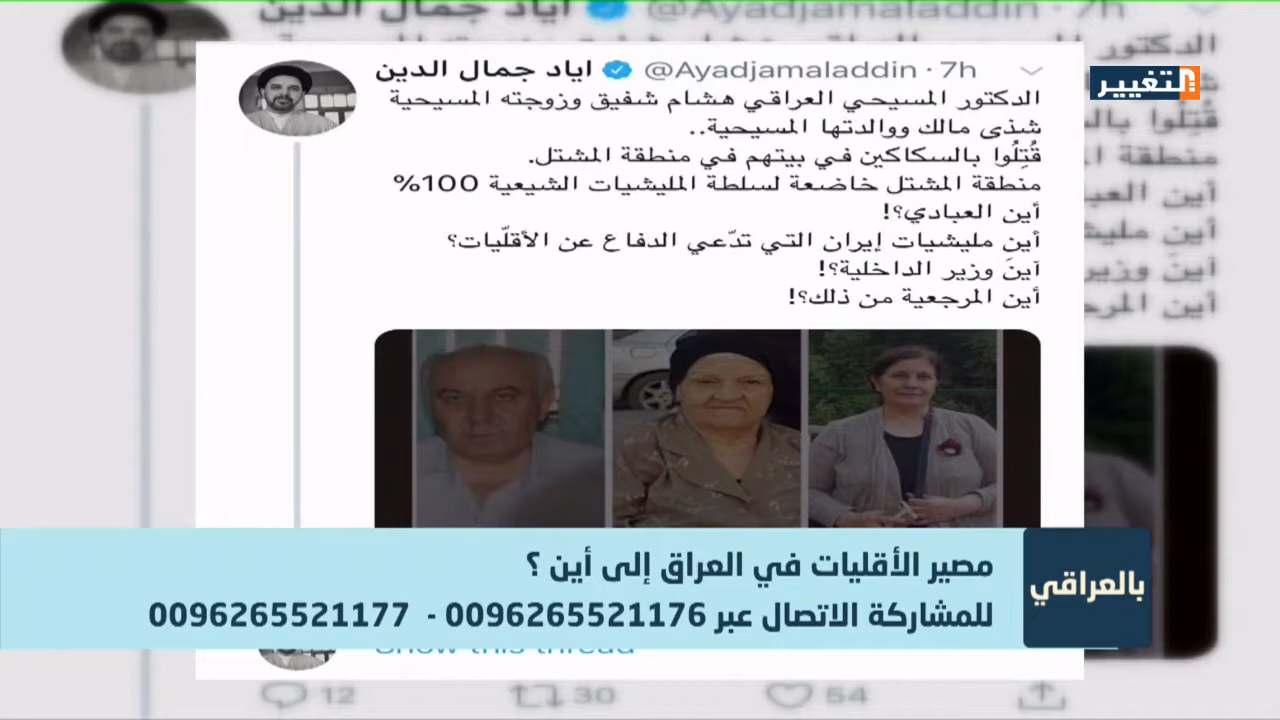 اياد جمال الدين @Ayadjamaladdin · 7h
الدكتور المسيحي العراقي هشام شفيق وزوجته المسيحية
شذى مالك ووالدتها المسيحية..
قُتِلُوا بالسكاكين في بيتهم في منطقة المشتل.
منطقة المشتل خاضعة لسلطة المليشيات الشيعية 100%
أين العبادي؟!
أين مليشيات إيران التي تدّعي الدفاع عن الأقلّيات؟
آينَ وزير الداخلية؟!
أين المرجعية من ذلك؟!
التغيير
بالعراقي
مصير الأقليات في العراق إلى أين ؟
للمشاركة الاتصال عبر 0096265521176 - 0096265521177
Show this thread
12 30 54